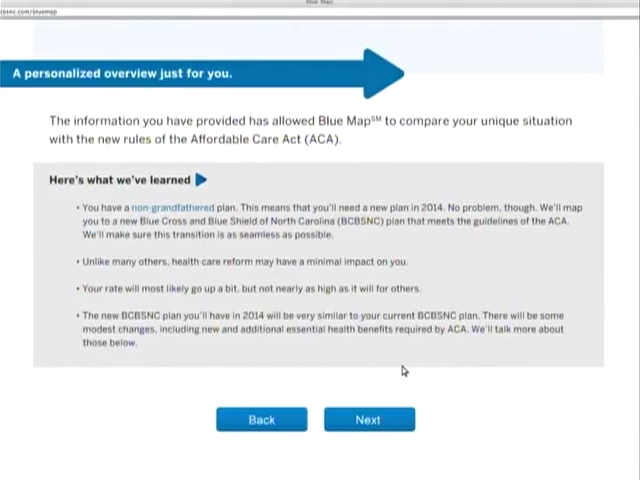 Blue Map
cbsnc.com/bluemap
A personalized overview just for you.
The information you have provided has allowed Blue Map℠ to compare your unique situation
with the new rules of the Affordable Care Act (ACA).
Here's what we've learned
• You have a non-grandfathered plan. This means that you'll need a new plan in 2014. No problem, though. We'll map
you to a new Blue Cross and Blue Shield of North Carolina (BCBSNC) plan that meets the guidelines of the ACA.
We'll make sure this transition is as seamless as possible.
• Unlike many others, health care reform may have a minimal impact on you.
• Your rate will most likely go up a bit, but not nearly as high as it will for others.
• The new BCBSNC plan you'll have in 2014 will be very similar to your current BCBSNC plan. There will be some
modest changes, including new and additional essential health benefits required by ACA. We'll talk more about
those below.
Back
Next